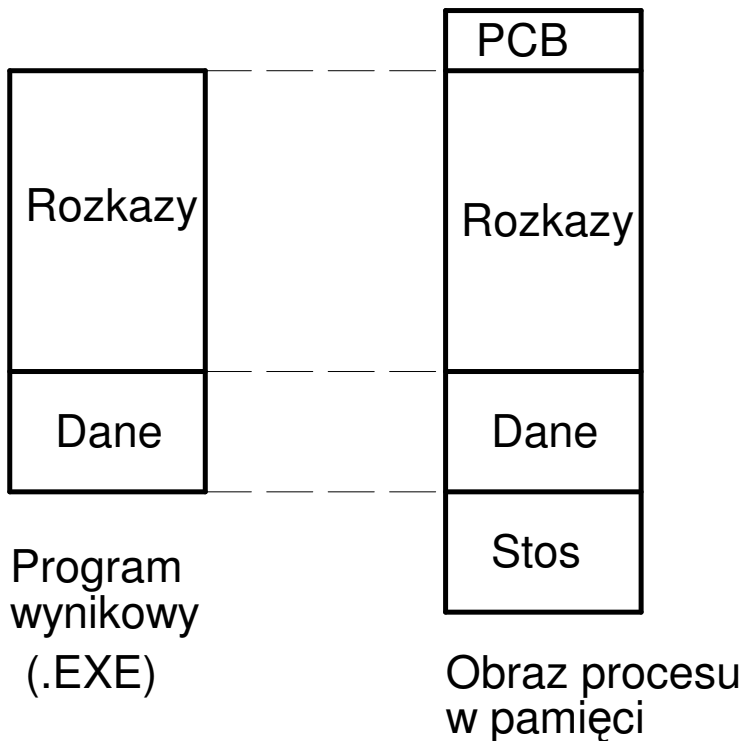 PCB
Rozkazy
Rozkazy
Dane
Dane
Stos
Program
wynikowy
(.EXE)
Obraz procesu
w pamięci